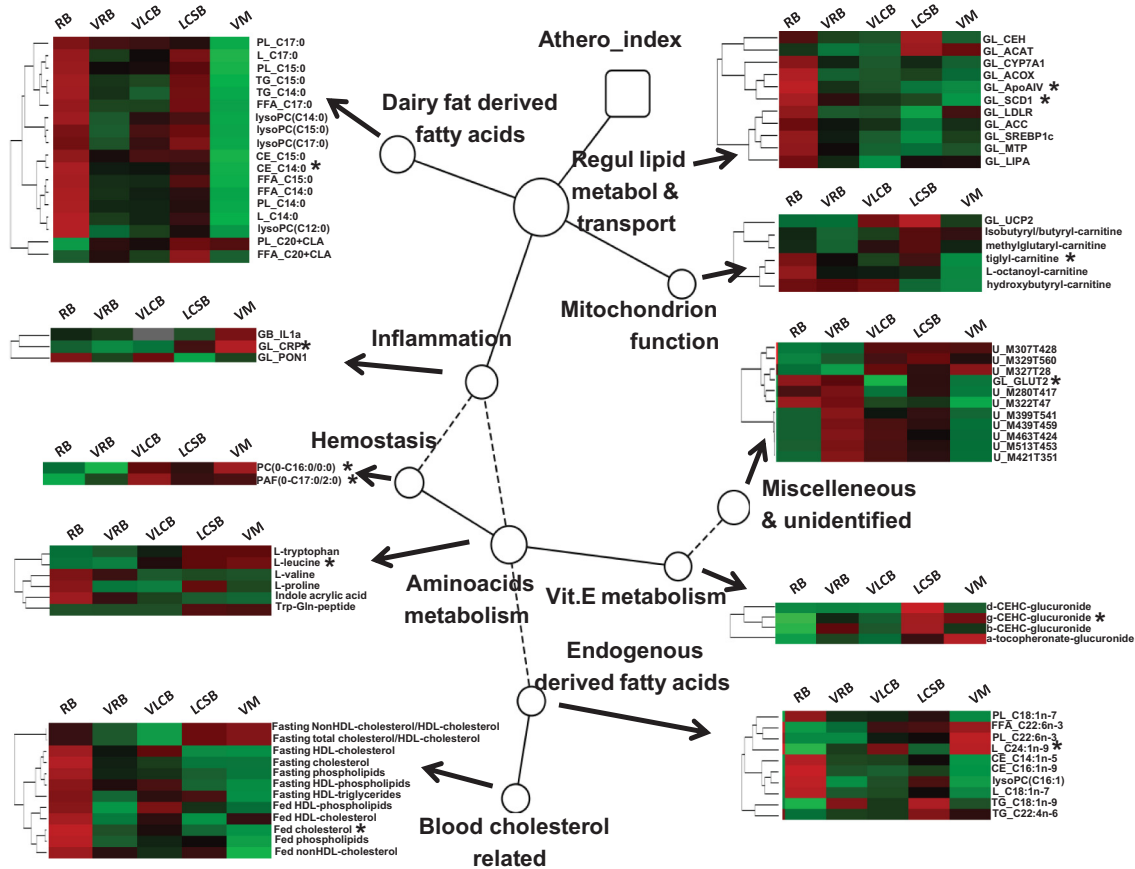 RB VRB VLCB LCSB VM
PL_C17:0
L_C17:0
PL_C15:0
TG_C15:0
TG_C14:0
FFA_C17:0
lysoPC(C14:0)
lysoPC(C15:0)
lysoPC(C17:0)
CE_C15:0
CE_C14:0 *
FFA_C15:0
FFA_C14:0
PL_C14:0
L_C14:0
lysoPC(C12:0)
PL_C20+CLA
FFA_C20+CLA
Dairy fat derived
fatty acids
Athero_index
Regul lipid
metabol &
transport
RB VRB VLCB LCSB VM
GL_CEH
GL_ACAT
GL_CYP7A1
GL_ACOX
GL_ApoAIV *
GL_SCD1 *
GL_LDLR
GL_ACC
GL_SREBP1c
GL_MTP
GL_LIPA
RB VRB VLCB LCSB VM
GL_UCP2
Isobutyryl/butyryl-carnitine
methylglutaryl-carnitine
tiglyl-carnitine *
L-octanoyl-carnitine
hydroxybutyryl-carnitine
Mitochondrion
function
RB VRB VLCB LCSB VM
GB_IL1a
GL_CRP *
GL_PON1
Inflammation
RB VRB VLCB LCSB VM
U_M307T428
U_M329T560
U_M327T28
GL_GLUT2 *
U_M280T417
U_M322T47
U_M399T541
U_M439T459
U_M463T424
U_M513T453
U_M421T351
Hemostasis
RB VRB VLCB LCSB VM
PC(0-C16:0/0:0) *
PAF(0-C17:0/2:0) *
Miscelleneous
& unidentified
RB VRB VLCB LCSB VM
L-tryptophan
L-leucine *
L-valine
L-proline
Indole acrylic acid
Trp-Gln-peptide
Aminoacids
metabolism
Vit.E metabolism
RB VRB VLCB LCSB VM
d-CEHC-glucuronide
g-CEHC-glucuronide *
b-CEHC-glucuronide
a-tocopheronate-glucuronide
Endogenous
derived fatty acids
RB VRB VLCB LCSB VM
Fasting NonHDL-cholesterol/HDL-cholesterol
Fasting total cholesterol/HDL-cholesterol
Fasting HDL-cholesterol
Fasting cholesterol
Fasting phospolipids
Fasting HDL-phospholipids
Fasting HDL-triglycerides
Fed HDL-phospholipids
Fed HDL-cholesterol
Fed cholesterol *
Fed phospolipids
Fed nonHDL-cholesterol
Blood cholesterol
related
RB VRB VLCB LCSB VM
PL_C18:1n-7
FFA_C22:6n-3
PL_C22:6n-3
L_C24:1n-9 *
CE_C14:1n-5
CE_C16:1n-9
lysoPC(C16:1)
L_C18:1n-7
TG_C18:1n-9
TG_C22:4n-6